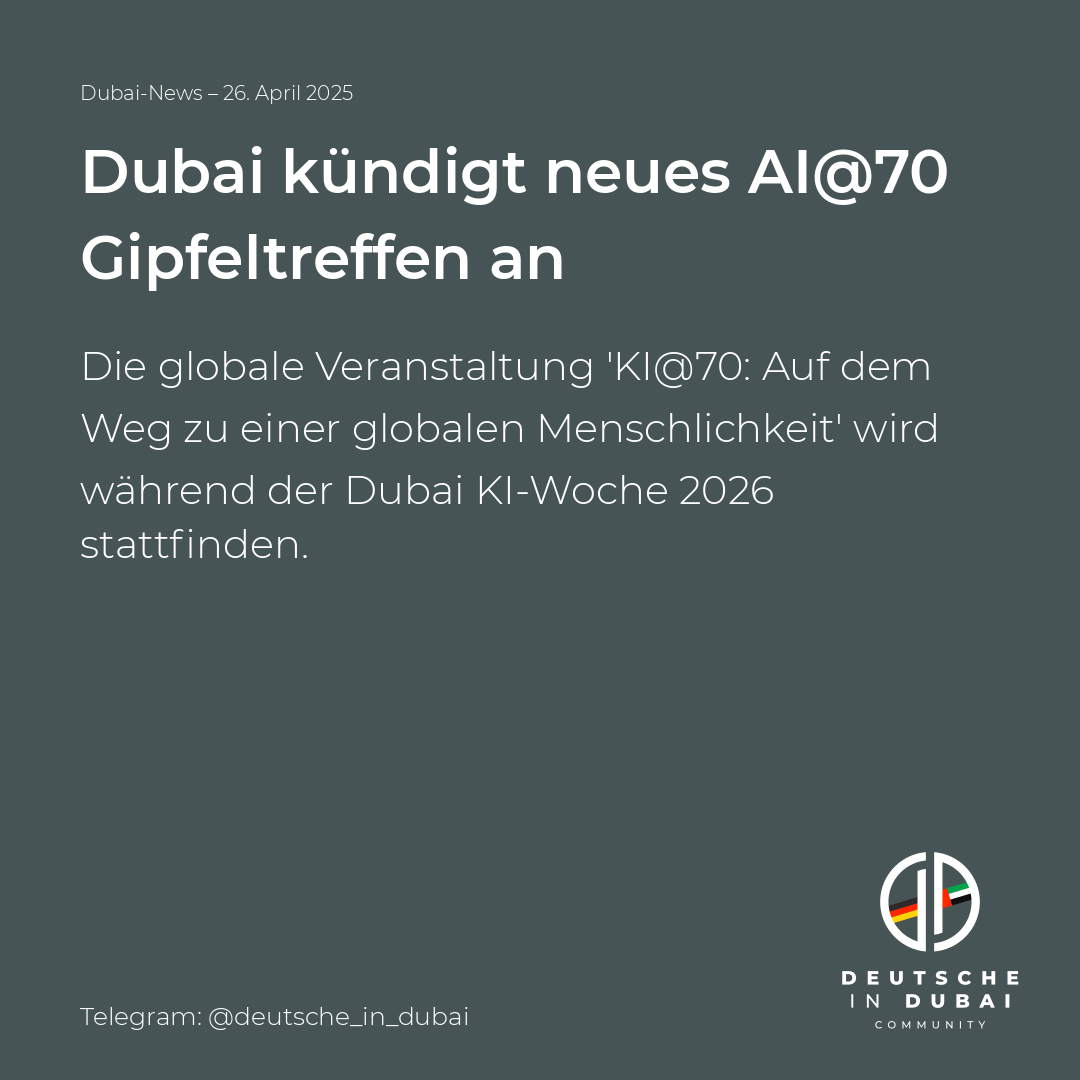 Dubai-News – 26. April 2025
Dubai kündigt neues AI@70
Gipfeltreffen an
Die globale Veranstaltung 'KI@70: Auf dem
Weg zu einer globalen Menschlichkeit' wird
während der Dubai KI-Woche 2026
stattfinden.
DEUTSCHE
IN DUBAI
COMMUNITY
Telegram: @deutsche_in_dubai